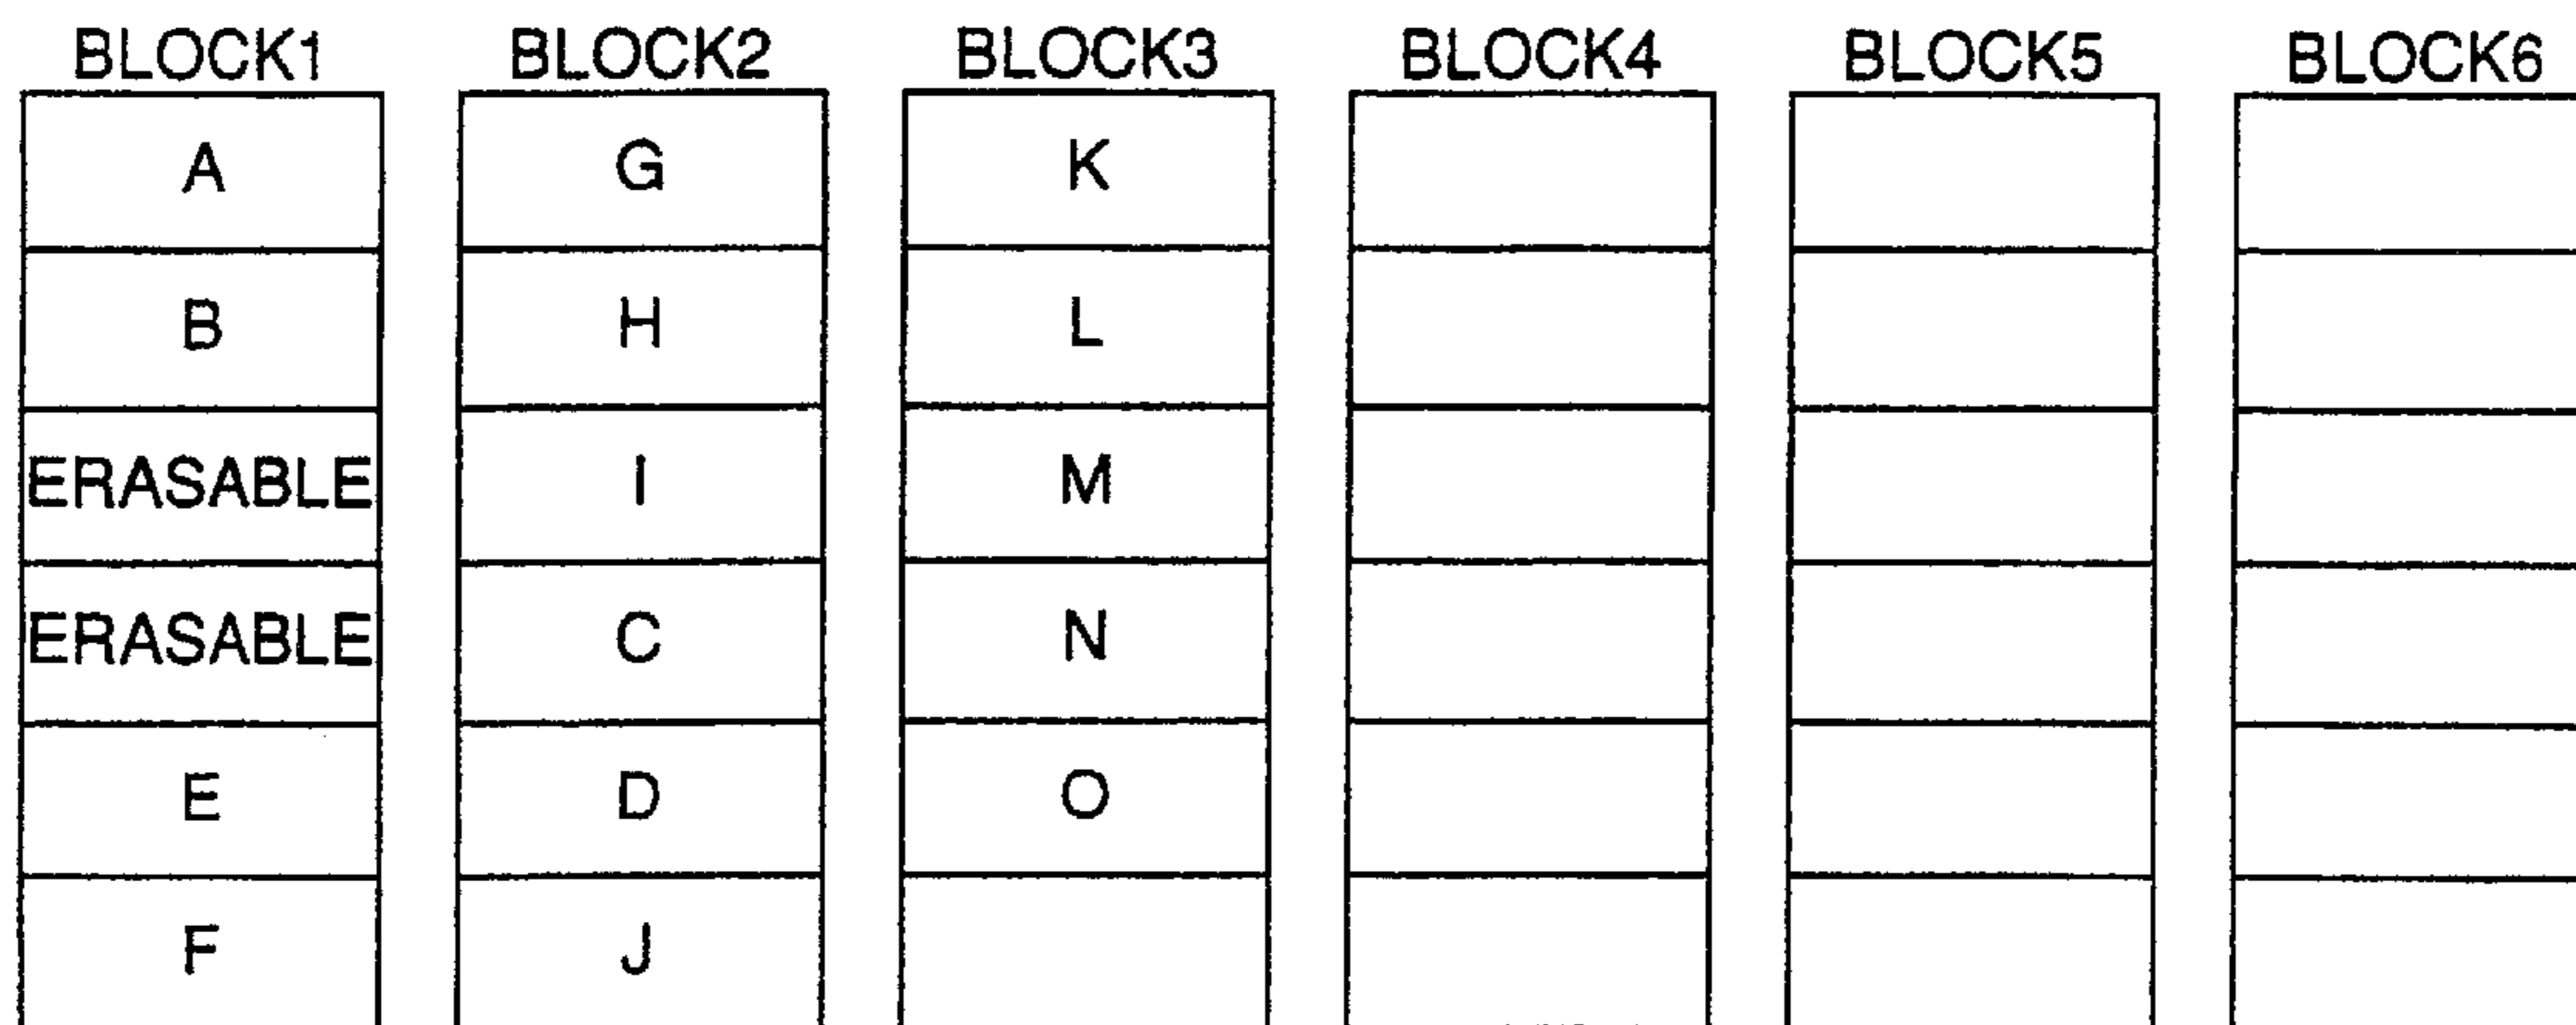 BLOCK1 BLOCK2 BLOCK3 BLOCK4 BLOCK5 BLOCK6
A G K
B H L
ERASABLE I M
ERASABLE C N
E D O
F J